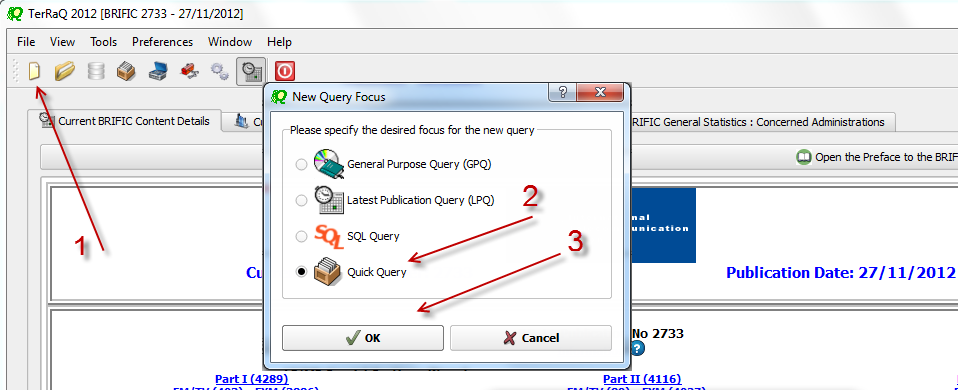 TerRaQ 2012 [BRIFIC 2733 - 27/11/2012]
File View Tools Preferences Window Help
New Query Focus
?
Current BRIFIC Content Details
RIFIC General Statistics : Concerned Administrations
Please specify the desired focus for the new query
Open the Preface to the BRIF
General Purpose Query (GPQ)
Latest Publication Query (LPQ)
2
nal
munication
1
3
SQL SQL Query
Quick Query
Cu
Publication Date: 27/11/2012
OK
Cancel
No 2733
?
Part I (4289)
Part II (4116)